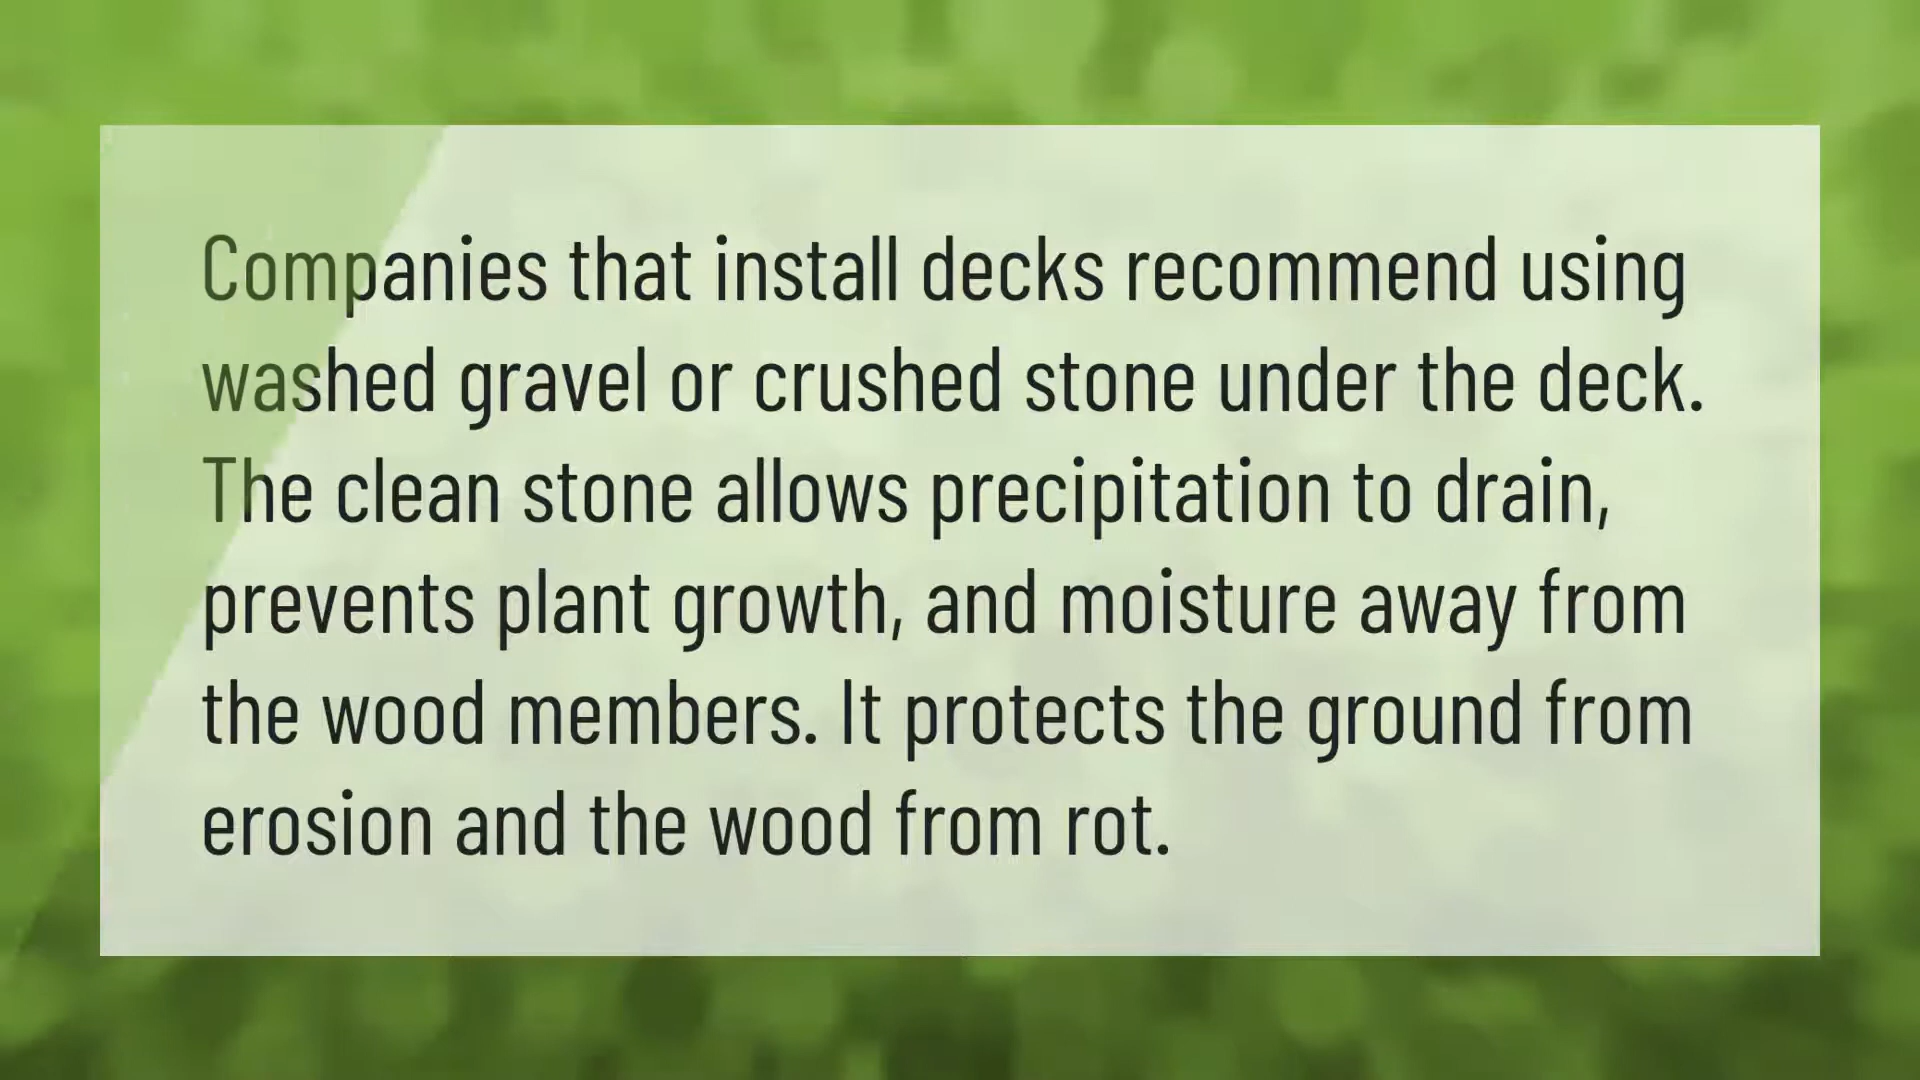 Companies that install decks recommend using
washed gravel or crushed stone under the deck.
The clean stone allows precipitation to drain,
prevents plant growth, and moisture away from
the wood members. It protects the ground from
erosion and the wood from rot.